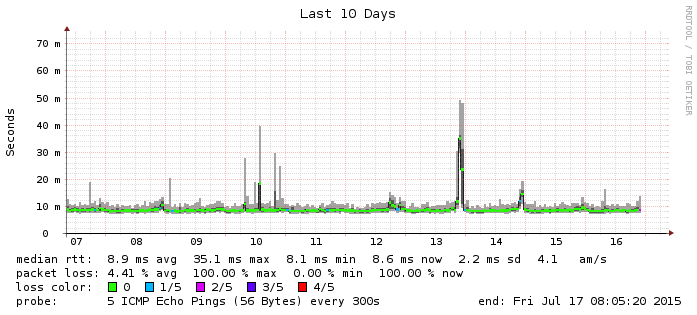 Last 10 Days
RRDTOOL / TOBI OETIKER
Seconds
70 m
60 m
50 m
40 m
30 m
20 m
10 m
0
07 08 09 10 11 12 13 14 15 16
median rtt: 8.9 ms avg 35.1 ms max 8.1 ms min 8.6 ms now 2.2 ms sd 4.1 am/s
packet loss: 4.41 % avg 100.00 % max 0.00 % min 100.00 % now
loss color: 0 1/5 2/5 3/5 4/5
probe: 5 ICMP Echo Pings (56 Bytes) every 300s end: Fri Jul 17 08:05:20 2015